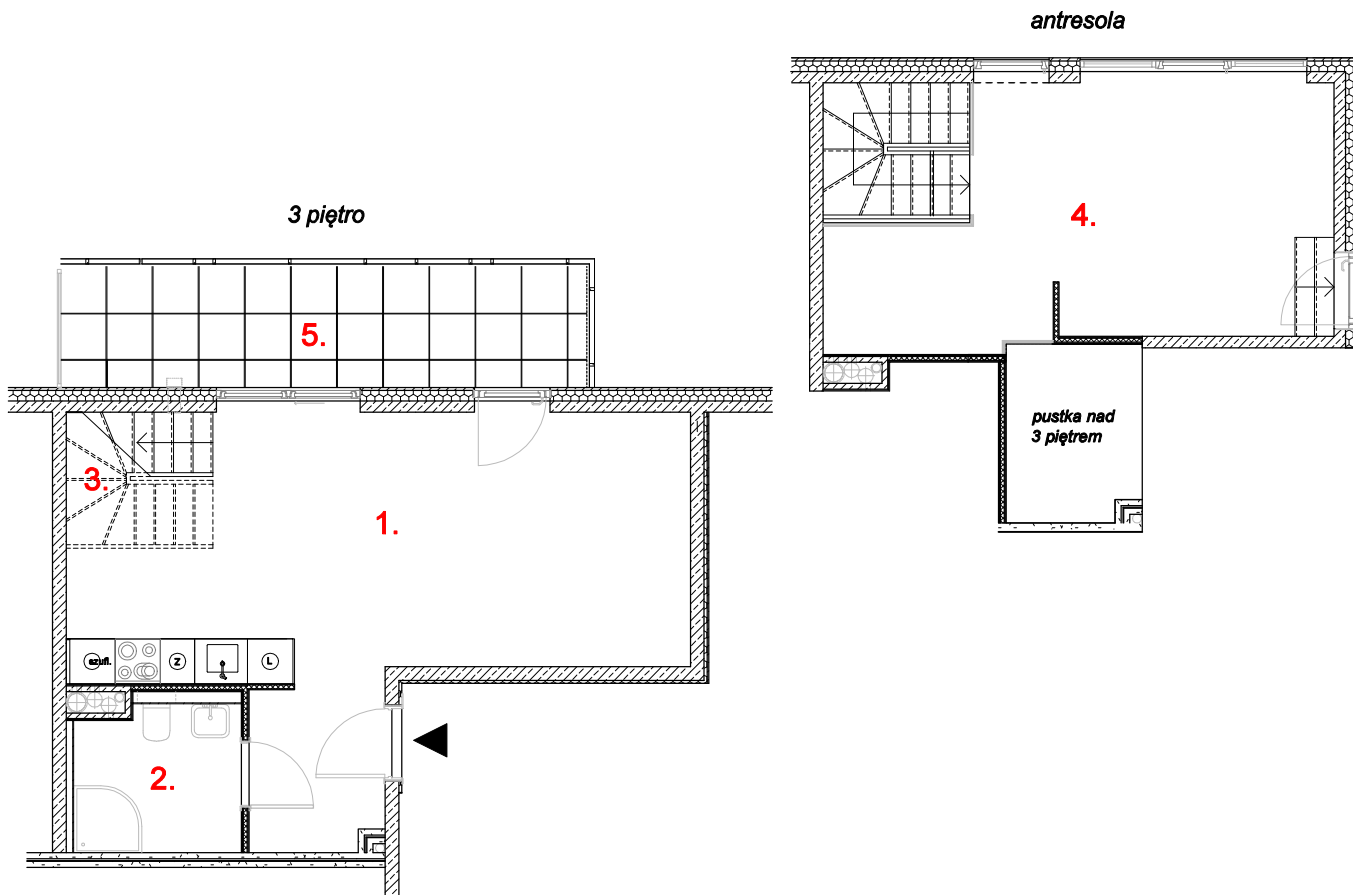 antresola
3 piętro
4.
5.
pustka nad
3 piętrem
3.
1.
szufl.
Z
L
2.